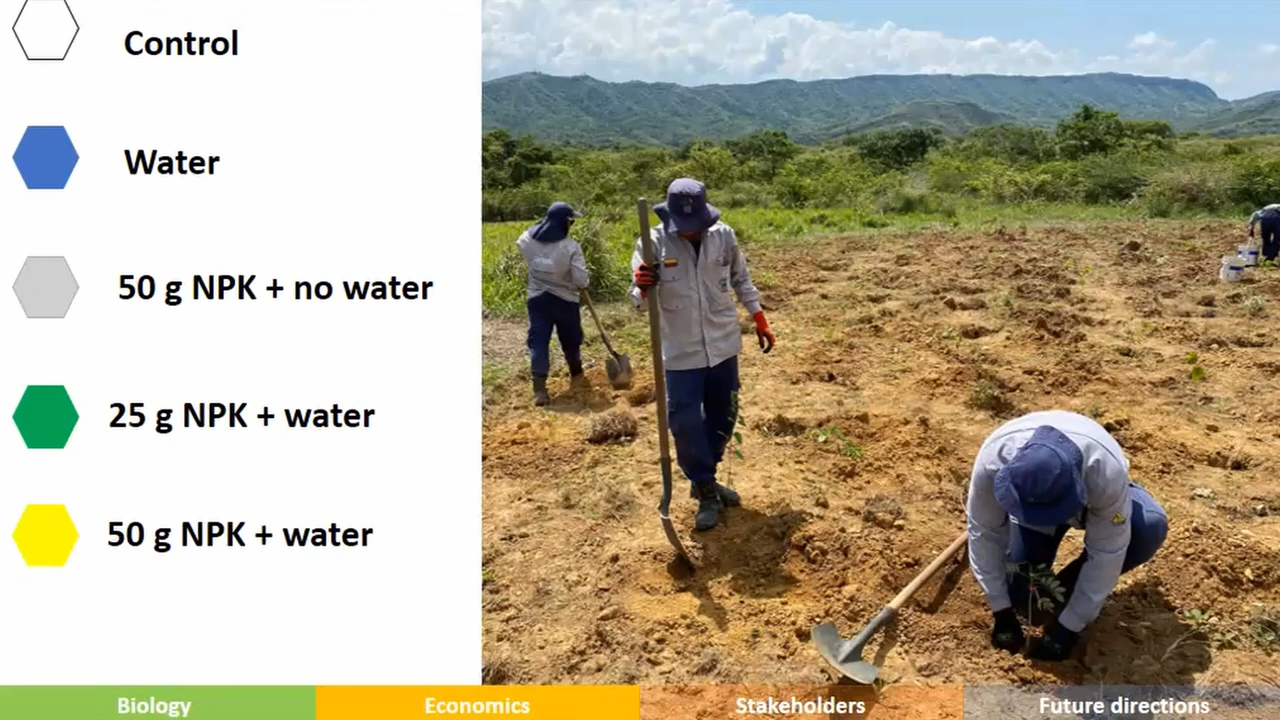 Control
Water
50 g NPK + no water
25 g NPK + water
50 g NPK + water
Biology
Economics
Stakeholders
Future directions